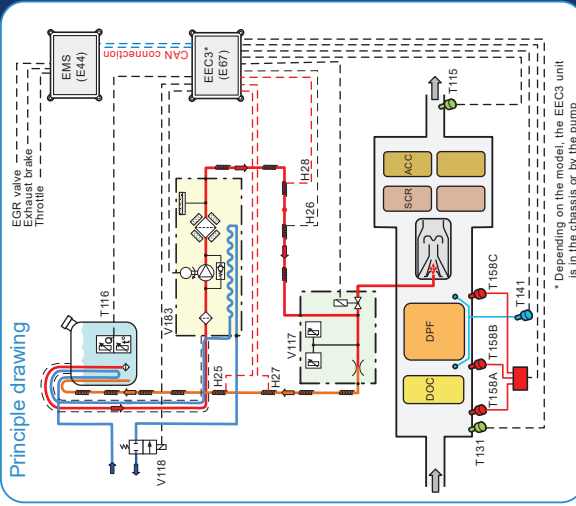 Principle drawing
EGR valve
Exhaust brake
Throttle
EMS
(E44)
CAN connection
EEC3*
(E67)
T116
V183
V118
H25
H27
H26
H28
V117
T115
ACC
SCR
DPF
DOC
T131
T158A
T158B
T158C
T141
* Depending on the model, the EEC3 unit
is in the chassis or by the pump